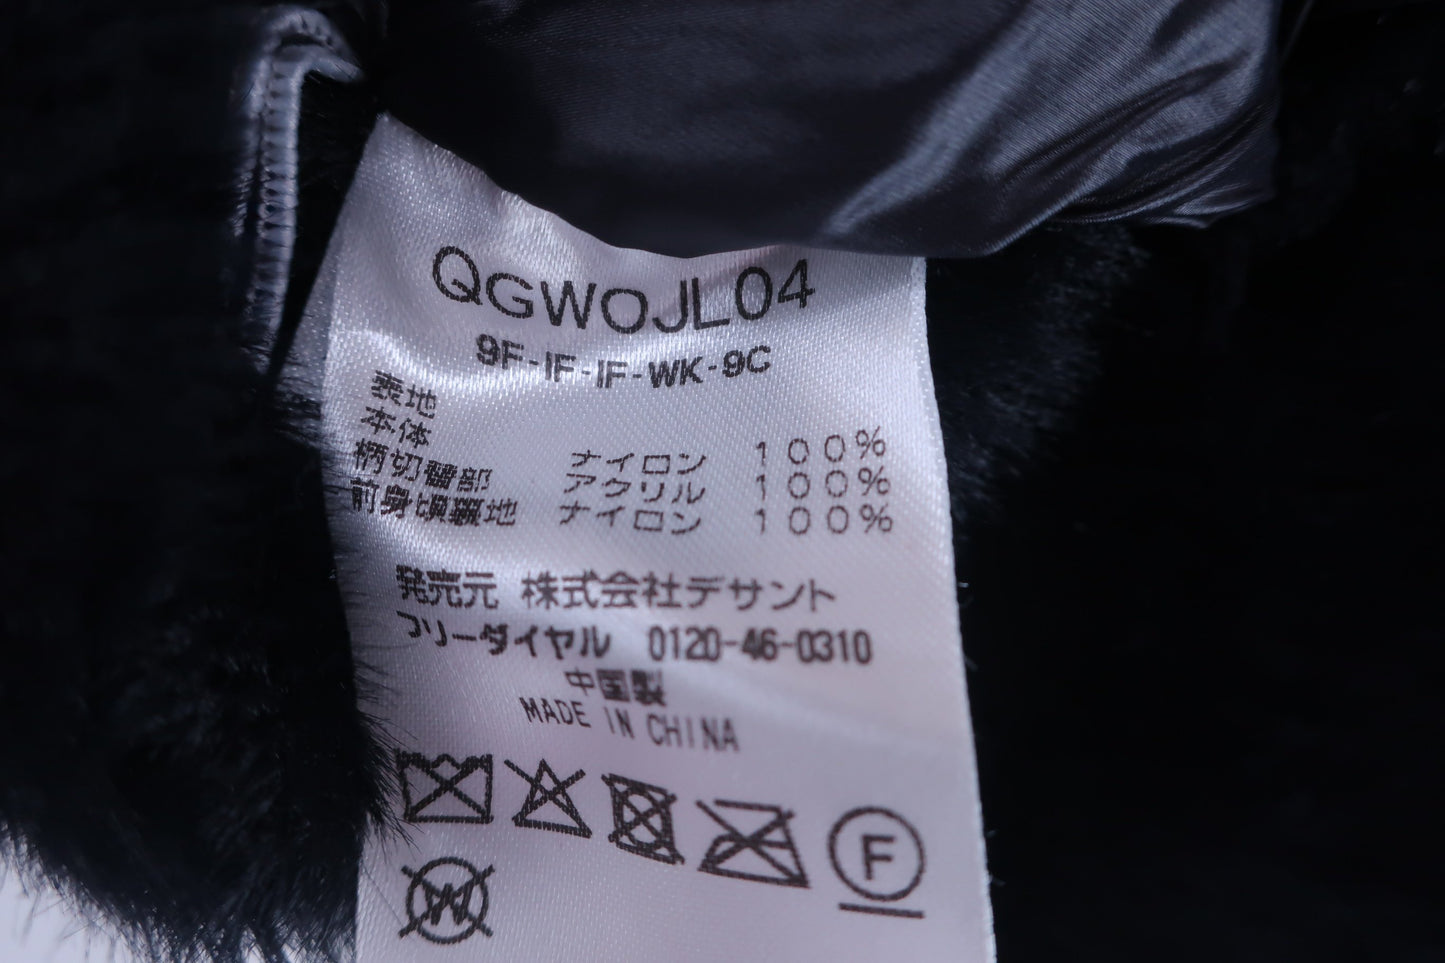 QGWOJL04
9F-IF-IF-WK-9C
表地
本体 ナイロン 100%
柄切替部 アクリル 100%
前身頃裏地 ナイロン 100%
発売元 株式会社デサント
フリーダイヤル 0120-46-0310
中国製
MADE IN CHINA
F
W